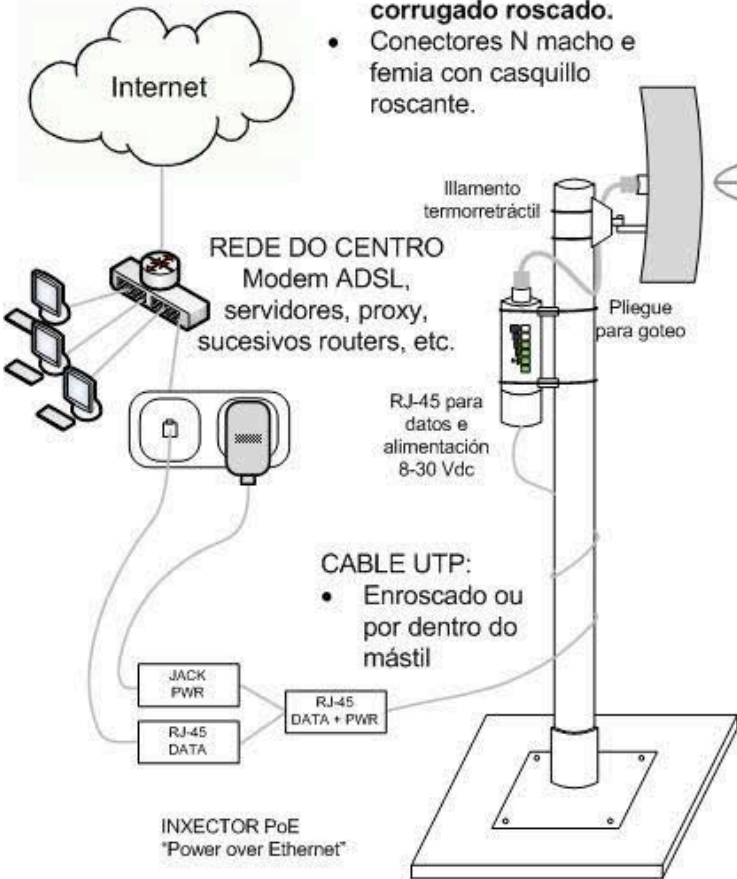 corrugado roscado.
• Conectores N macho e
femia con casquillo
roscante.
Internet
Illamento
termorretráctil
REDE DO CENTRO
Modem ADSL,
servidores, proxy,
sucesivos routers, etc.
Pliegue
para goteo
RJ-45 para
datos e
alimentación
8-30 Vdc
CABLE UTP:
• Enroscado ou
por dentro do
mástil
JACK
PWR
RJ-45
DATA + PWR
RJ-45
DATA
INXECTOR PoE
"Power over Ethernet"